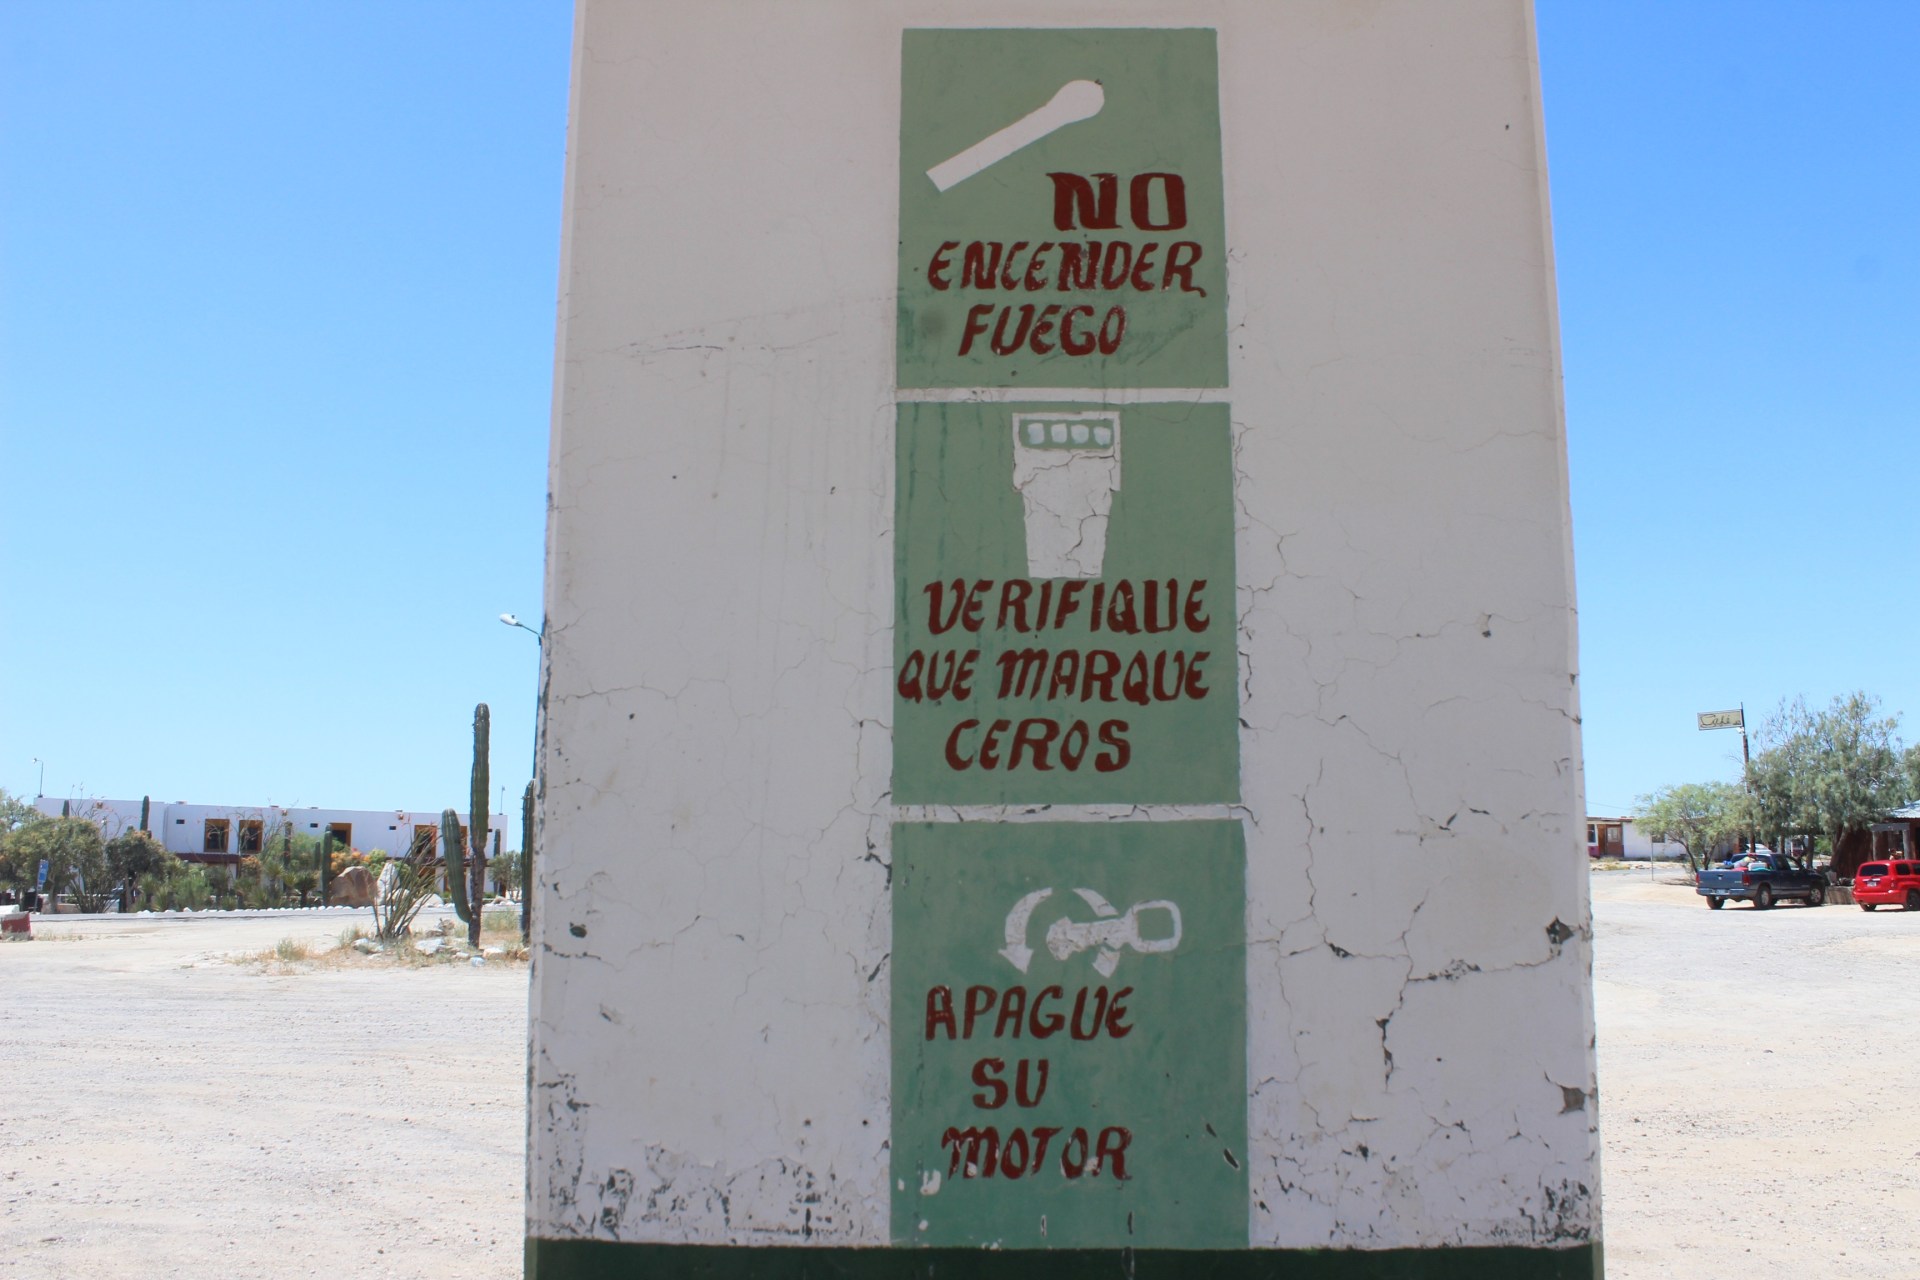 NO
ENCENDER
FUEGO
VERIFIQUE
QUE MARQUE
CEROS
APAGUE
SU
MOTOR